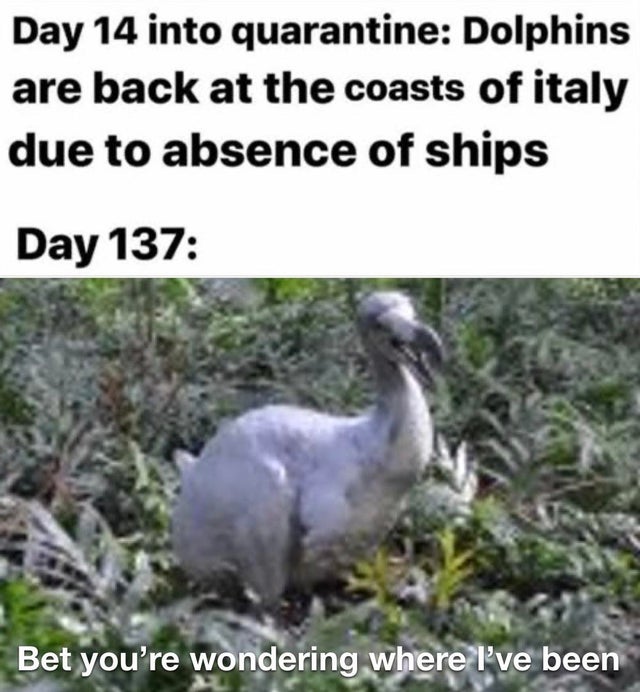 Day 14 into quarantine: Dolphins
are back at the coasts of italy
due to absence of ships
Day 137:
Bet you're wondering where I've been